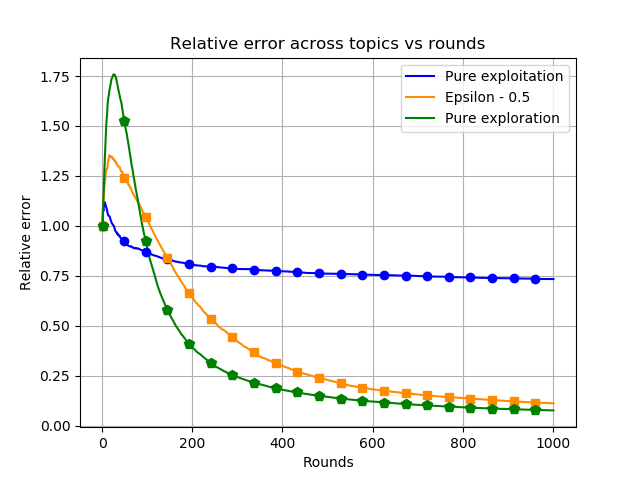 Relative error across topics vs rounds
Pure exploitation
Epsilon - 0.5
Pure exploration
Relative error
1.75
1.50
1.25
1.00
0.75
0.50
0.25
0.00
0
200
400
600
800
1000
Rounds